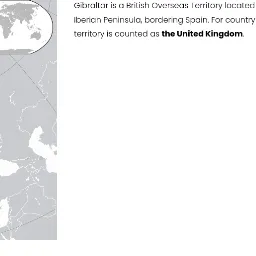 Gibraltar is a British Overseas Territory located
Iberian Peninsula, bordering Spain. For country
territory is counted as the United Kingdom.